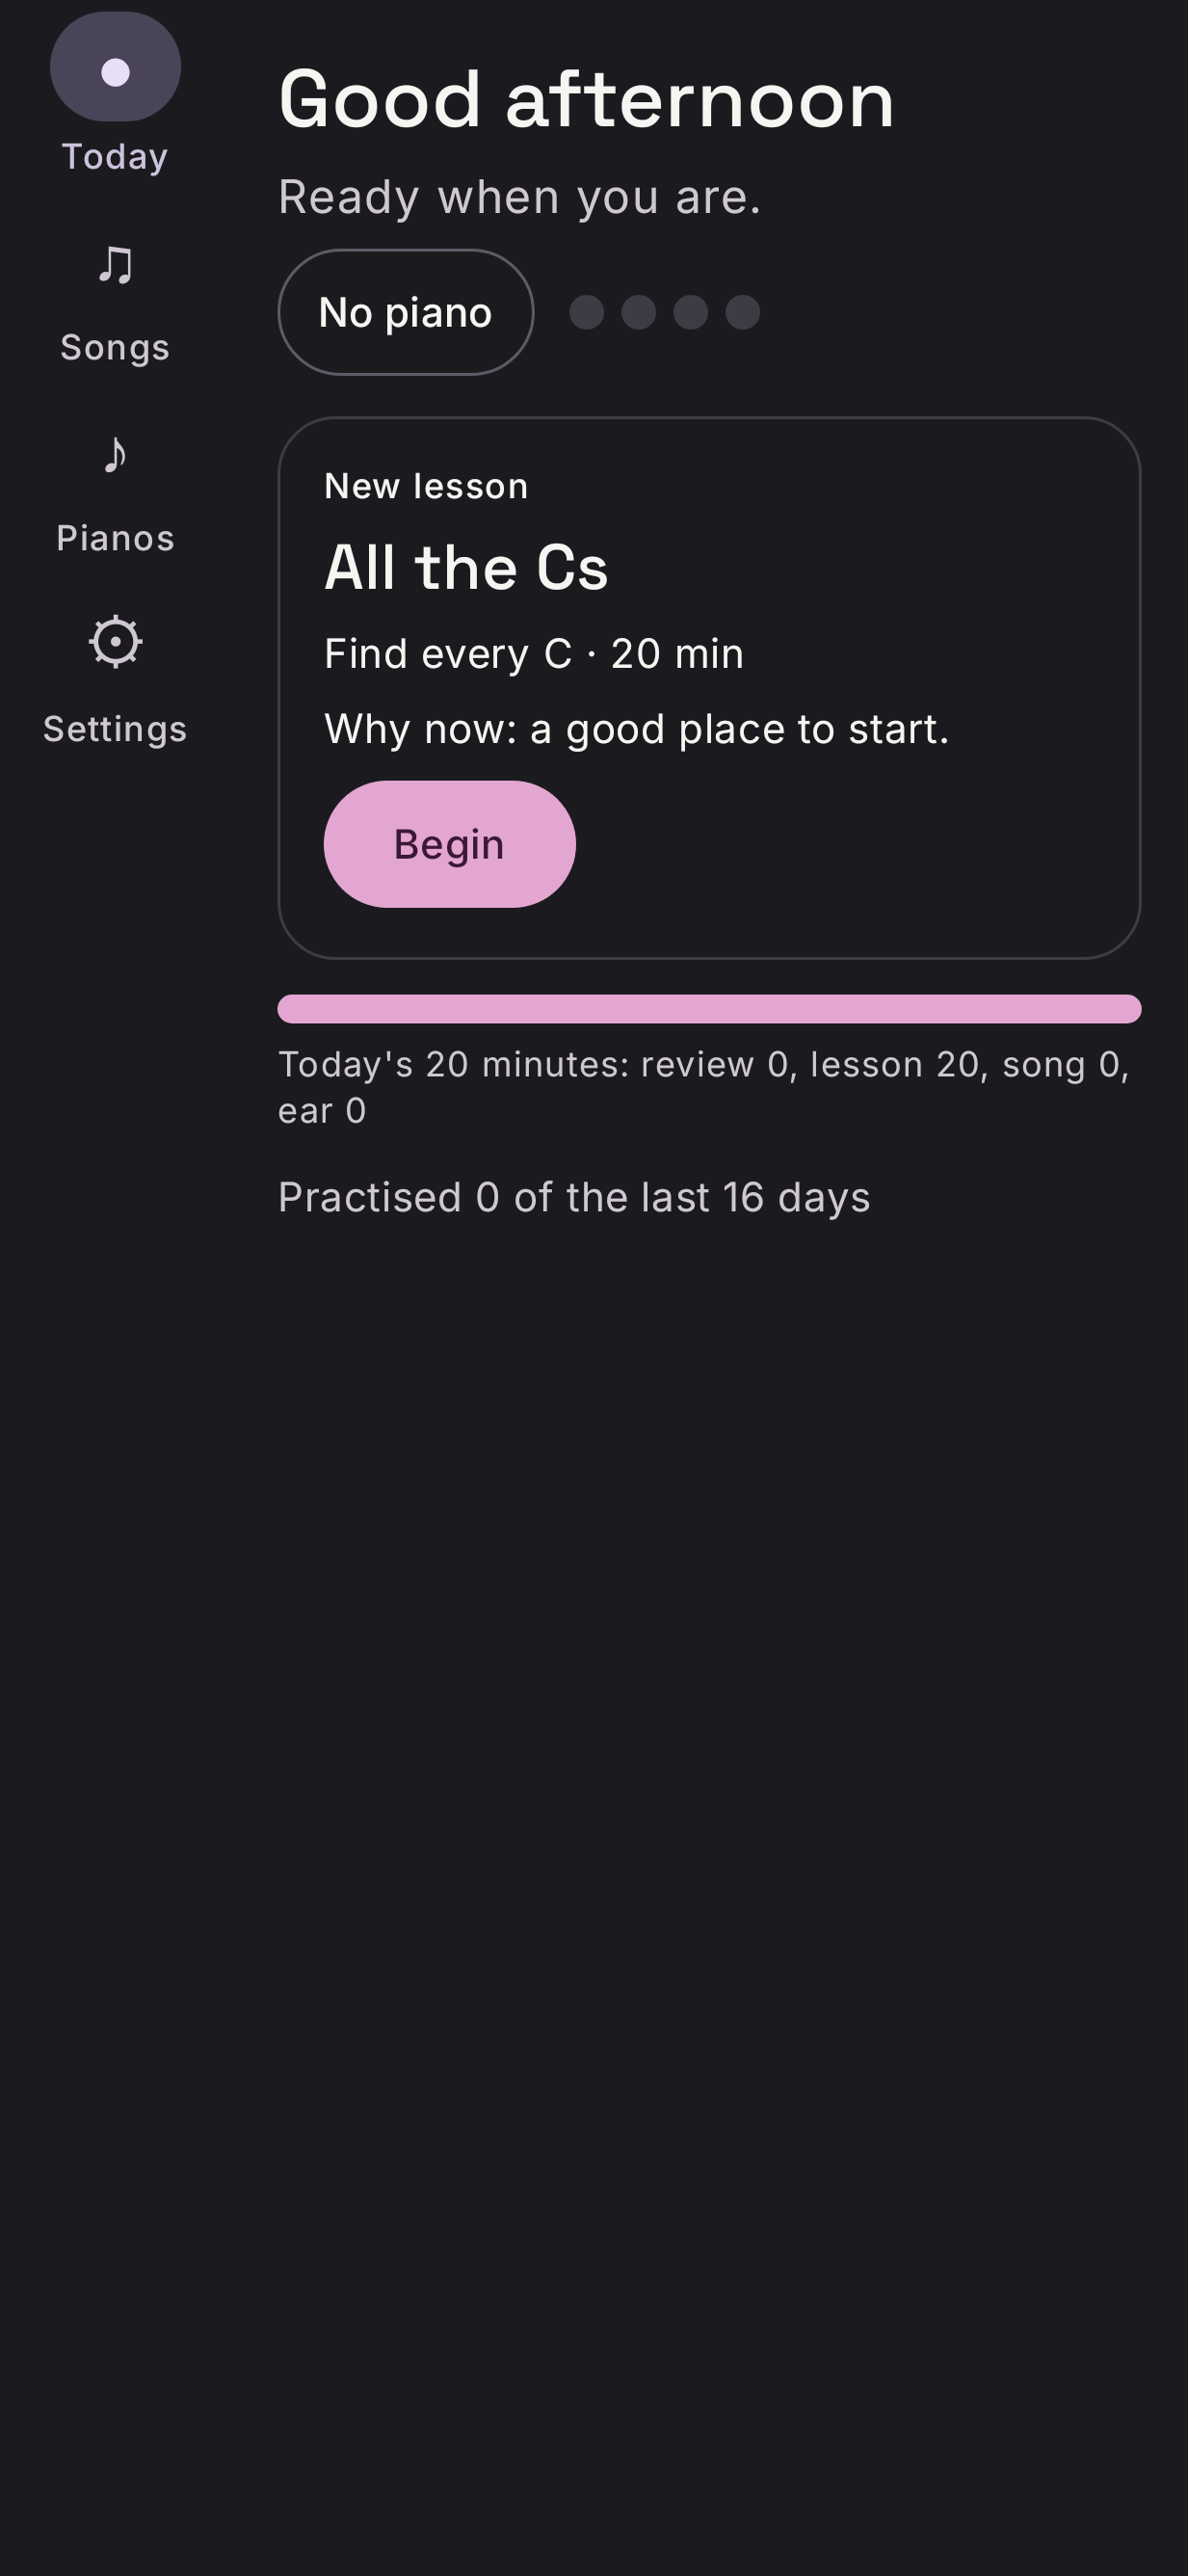 Today
Songs
Pianos
Settings
Good afternoon
Ready when you are.
No piano
New lesson
All the Cs
Find every C · 20 min
Why now: a good place to start.
Begin
Today's 20 minutes: review 0, lesson 20, song 0,
ear 0
Practised 0 of the last 16 days